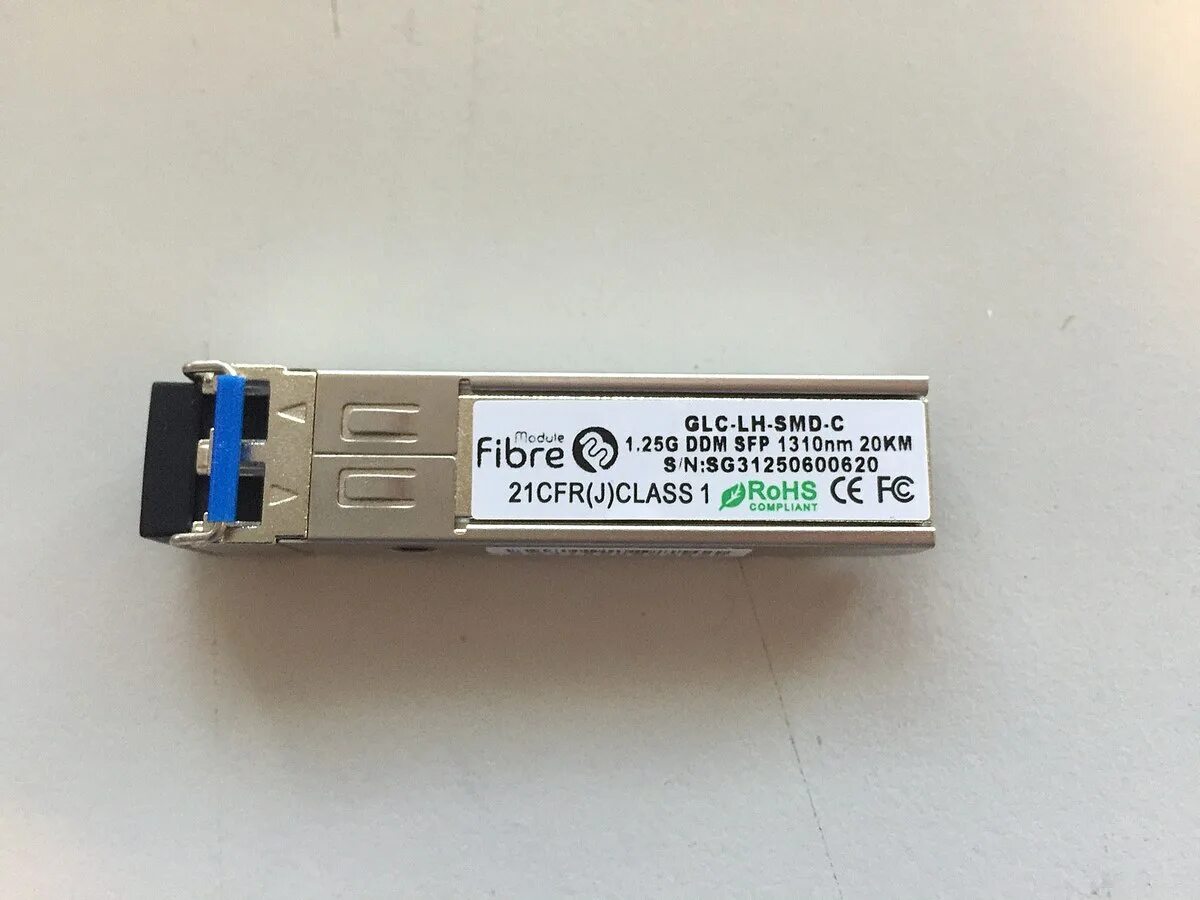 GLC-LH-SMD-C
Module
Fibre
1.25G DDM SFP 1310nm 20KM
S/N:SG31250600620
21CFR(J)CLASS 1
RoHS
COMPLIANT
CE FC